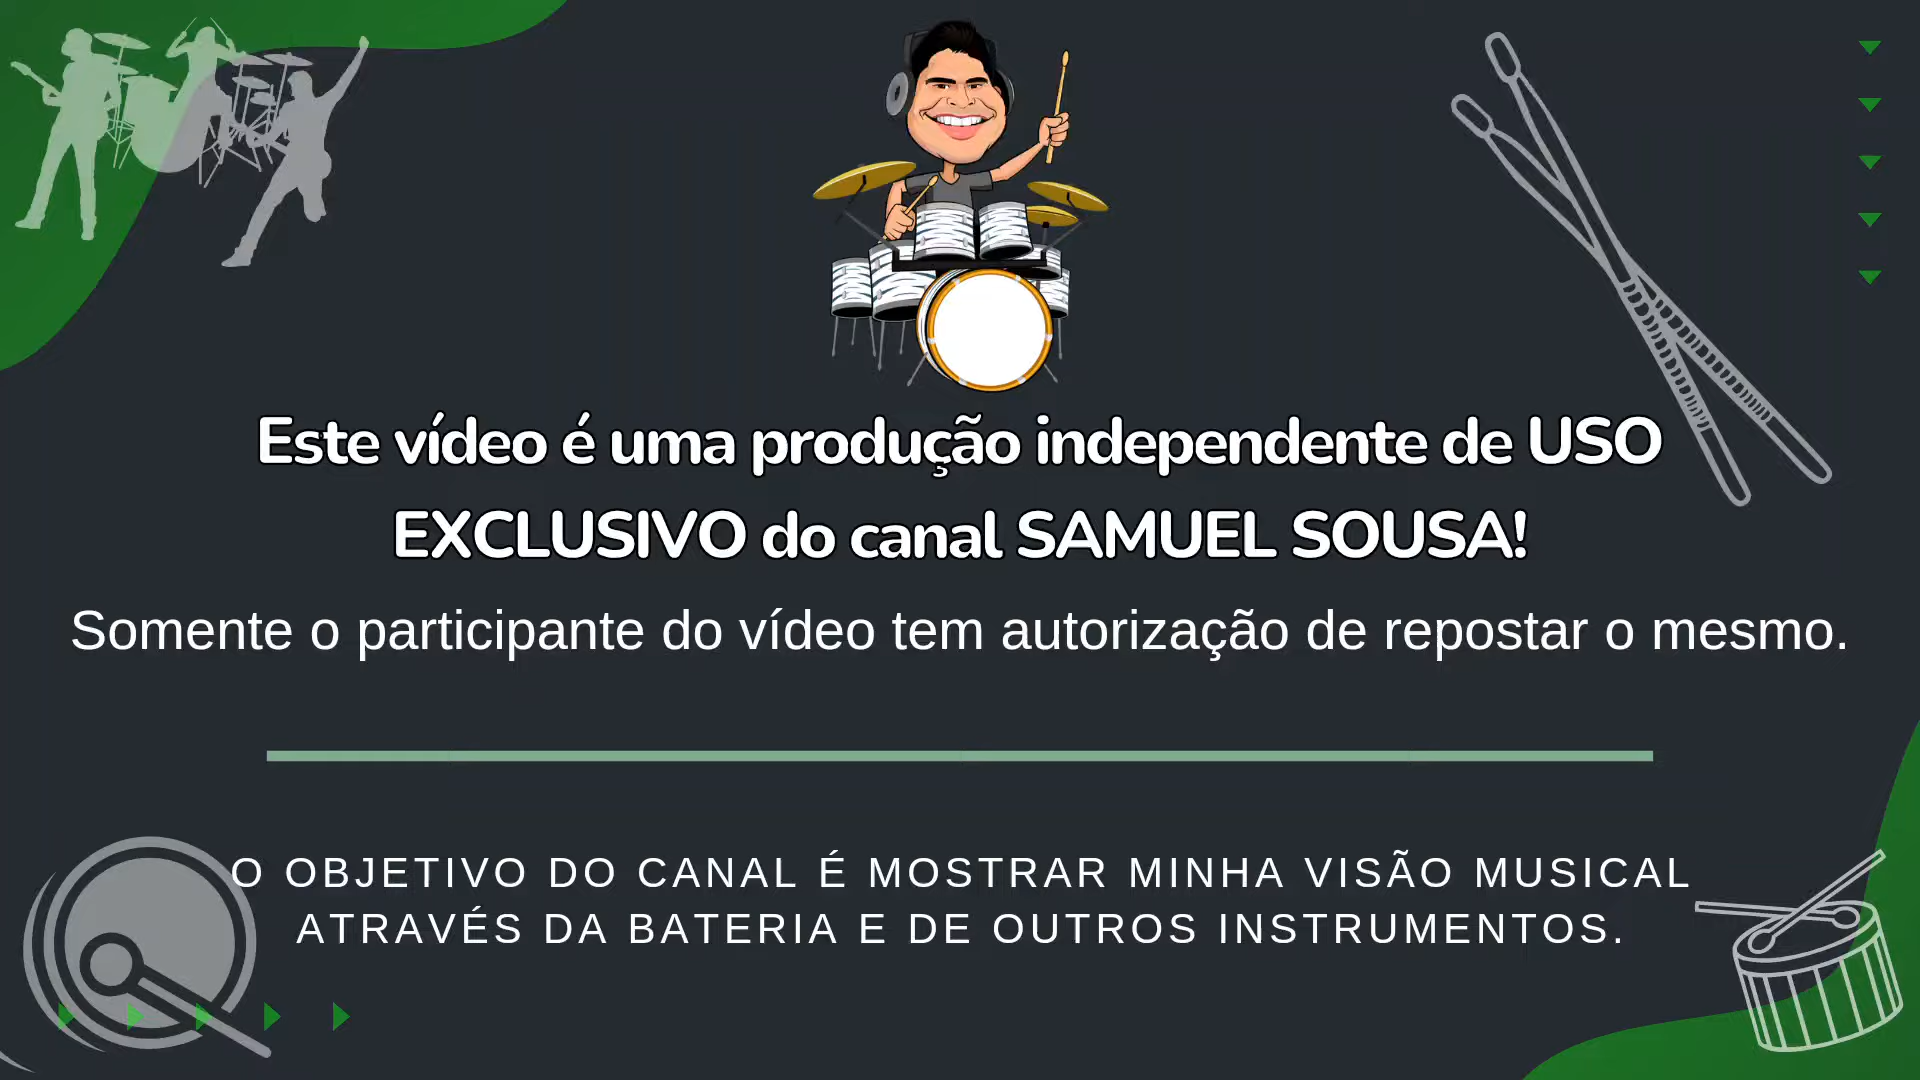 Este vídeo é uma produção independente de USO
EXCLUSIVO do canal SAMUEL SOUSA!
Somente o participante do vídeo tem autorização de repostar o mesmo.
O OBJETIVO DO CANAL É MOSTRAR MINHA VISÃO MUSICAL
ATRAVÉS DA BATERIA E DE OUTROS INSTRUMENTOS.